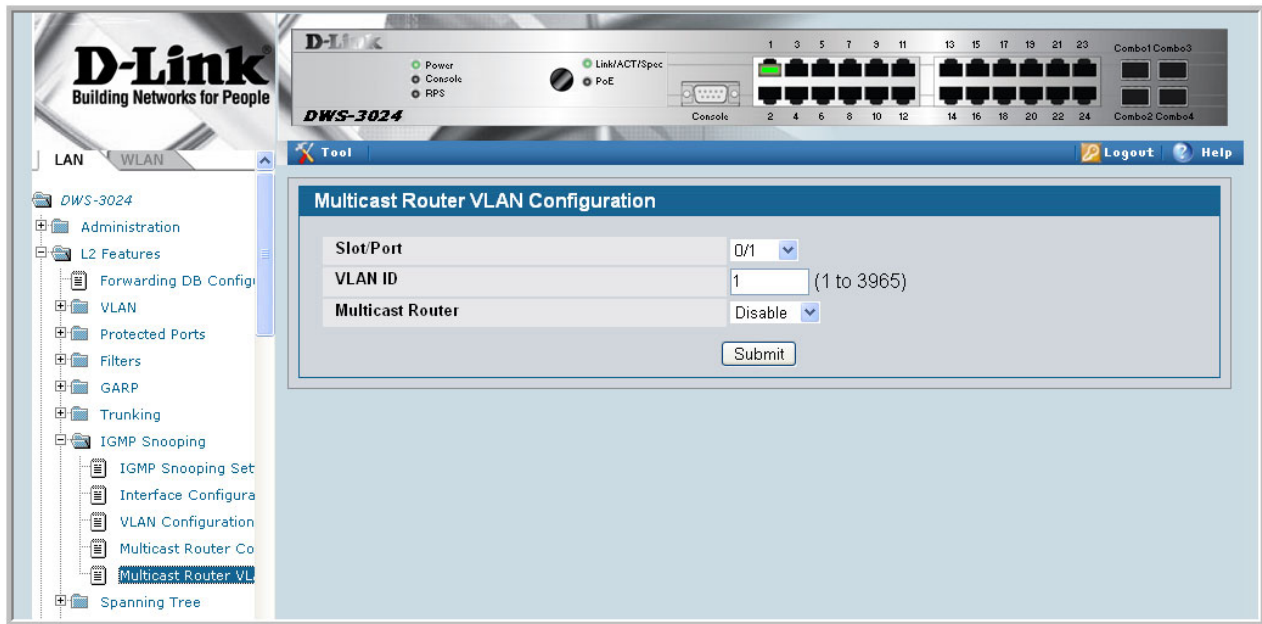 D-Link
Building Networks for People
D-Link
DWS-3024
Power
Console
RPS
Link/ACT/Spec
PoE
Console
1 3 5 7 9 11 13 15 17 19 21 23
2 4 6 8 10 12 14 16 18 20 22 24
Combo1 Combo3
Combo2 Combo4
LAN
WLAN
Tool
Logout
Help
DWS-3024
Administration
L2 Features
Forwarding DB Configu
VLAN
Protected Ports
Filters
GARP
Trunking
IGMP Snooping
IGMP Snooping Set
Interface Configura
VLAN Configuration
Multicast Router Co
Multicast Router VL
Spanning Tree
Multicast Router VLAN Configuration
Slot/Port
0/1
VLAN ID
1
(1 to 3965)
Multicast Router
Disable
Submit